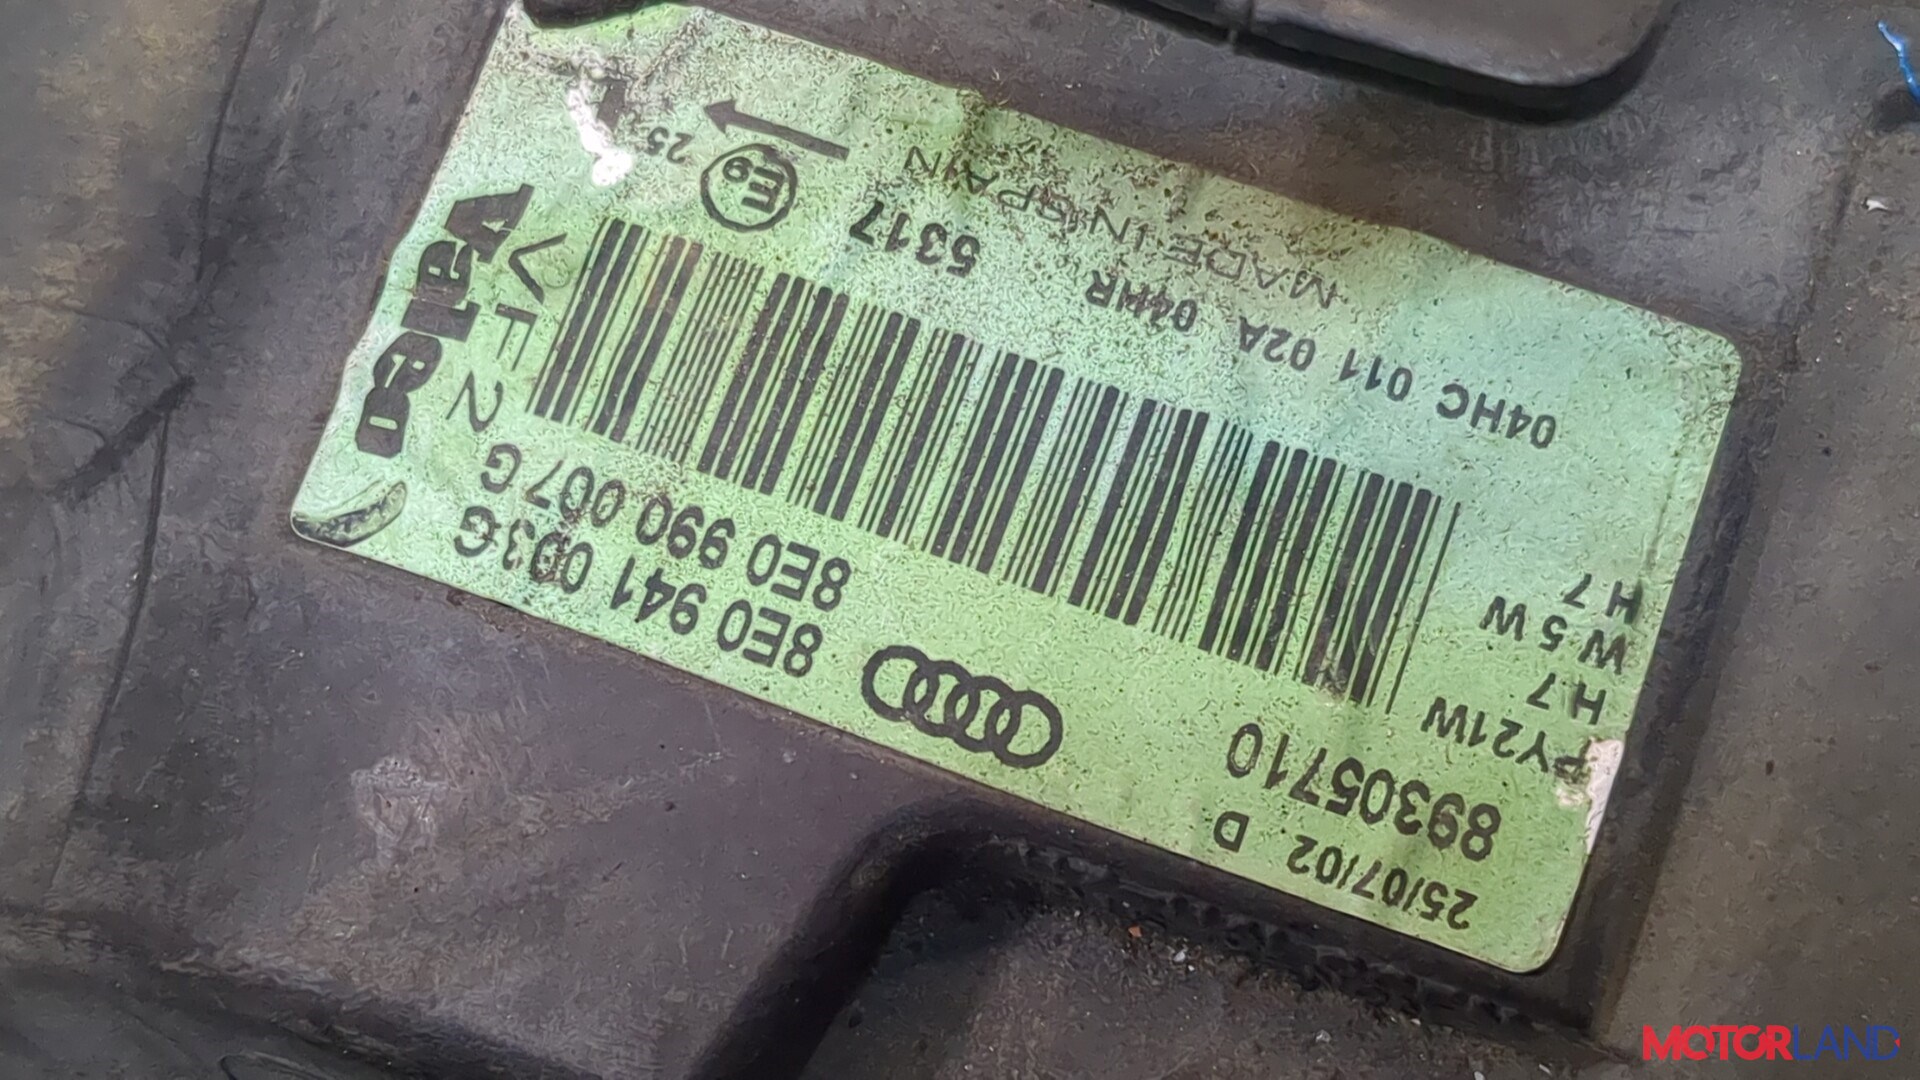 25/07/02 D
89305710
8E0 941 003G
8E0 990 007G
PY21W
H7
W5W
H7
VF2
Valeo
04HC 011 02A 04HR 5317
MADE IN SPAIN
E9
25
MOTORLAND